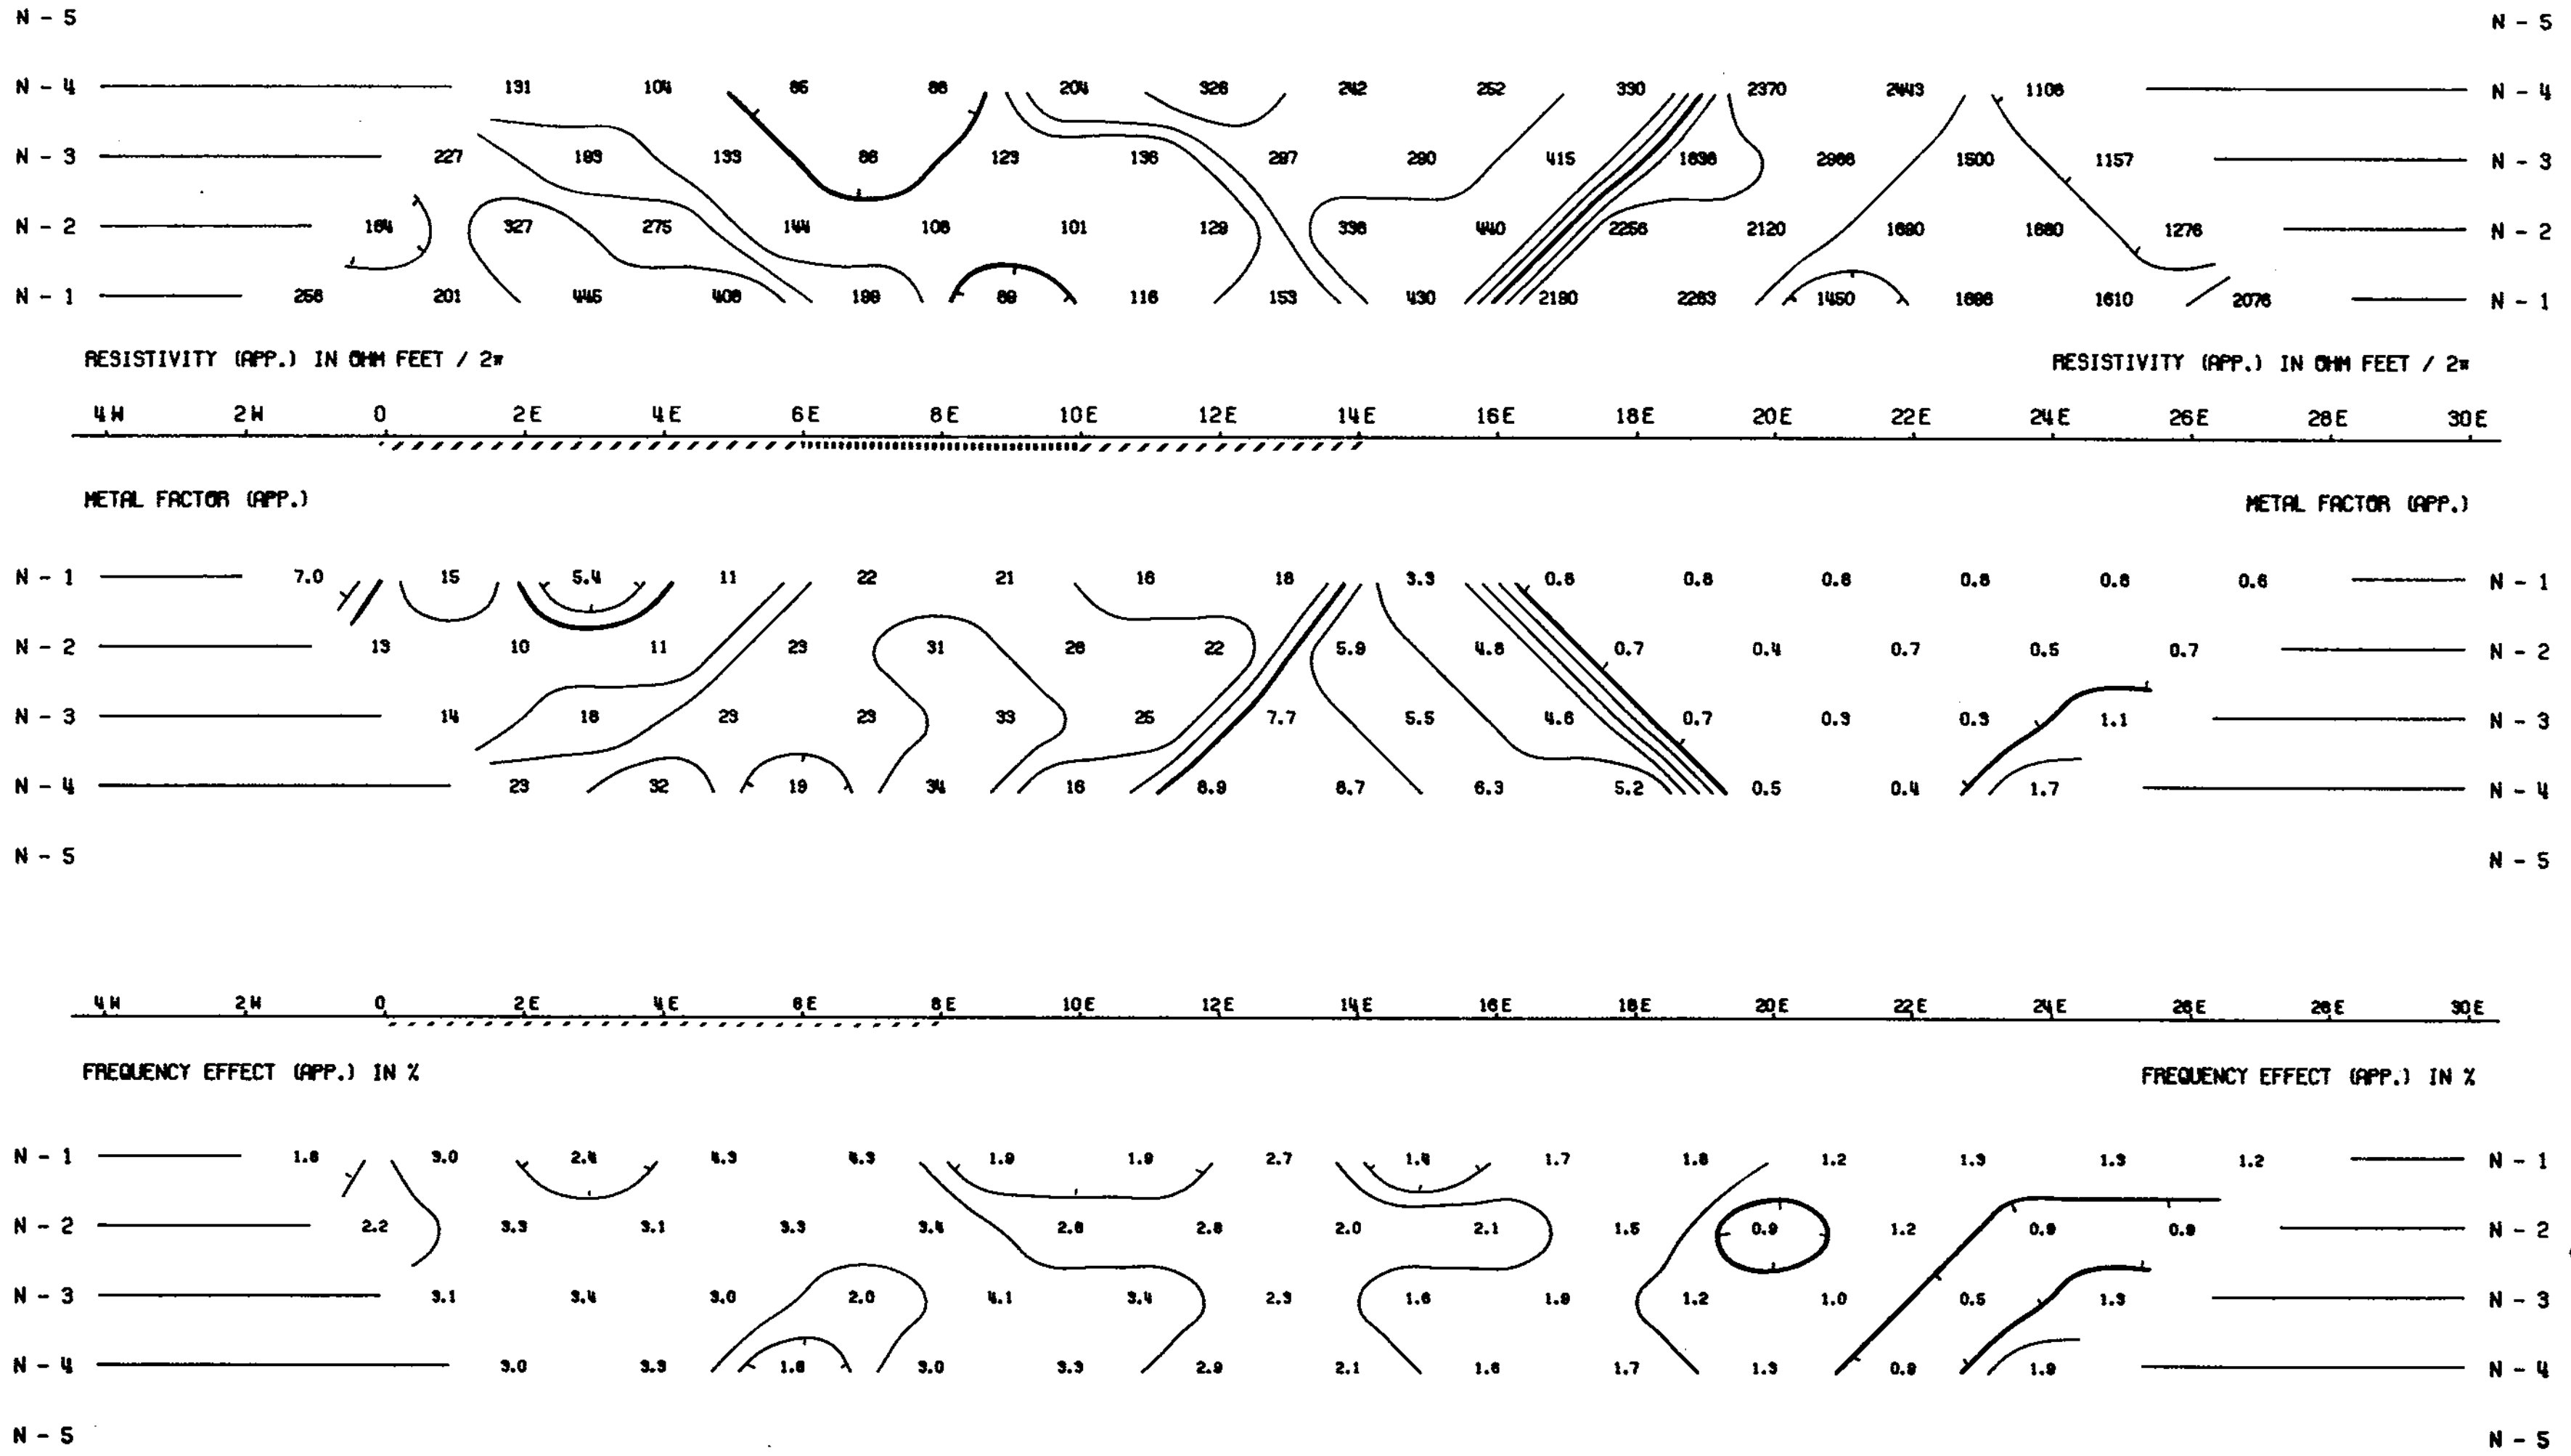 N - 5 N - 5
N - 4 131 104 85 88 204 326 242 252 330 2370 2443 1106 N - 4
N - 3 227 193 133 86 123 136 297 290 415 1636 2966 1500 1157 N - 3
N - 2 164 327 275 144 108 101 129 336 440 2256 2120 1690 1680 1276 N - 2
N - 1 256 201 445 408 199 89 116 153 430 2190 2263 1450 1696 1610 2076 N - 1
RESISTIVITY (APP.) IN OHM FEET / 2π RESISTIVITY (APP.) IN OHM FEET / 2π
4W 2W 0 2E 4E 6E 8E 10E 12E 14E 16E 18E 20E 22E 24E 26E 28E 30E
METAL FACTOR (APP.) METAL FACTOR (APP.)
N - 1 7.0 15 5.4 11 22 21 16 18 3.3 0.8 0.8 0.8 0.8 0.8 0.6 N - 1
N - 2 13 10 11 23 31 28 22 5.9 4.8 0.7 0.4 0.7 0.5 0.7 N - 2
N - 3 14 18 23 23 33 25 7.7 5.5 4.6 0.7 0.3 0.3 1.1 N - 3
N - 4 23 32 19 34 16 8.9 8.7 6.3 5.2 0.5 0.4 1.7 N - 4
N - 5 N - 5
4W 2W 0 2E 4E 6E 8E 10E 12E 14E 16E 18E 20E 22E 24E 26E 28E 30E
FREQUENCY EFFECT (APP.) IN % FREQUENCY EFFECT (APP.) IN %
N - 1 1.8 3.0 2.4 4.3 4.3 1.9 1.9 2.7 1.4 1.7 1.8 1.2 1.3 1.3 1.2 N - 1
N - 2 2.2 3.3 3.1 3.3 3.4 2.8 2.8 2.0 2.1 1.5 0.9 1.2 0.9 0.9 N - 2
N - 3 3.1 3.4 3.0 2.0 4.1 3.4 2.3 1.6 1.9 1.2 1.0 0.5 1.3 N - 3
N - 4 3.0 3.3 1.6 3.0 3.3 2.9 2.1 1.6 1.7 1.3 0.9 1.9 N - 4
N - 5 N - 5